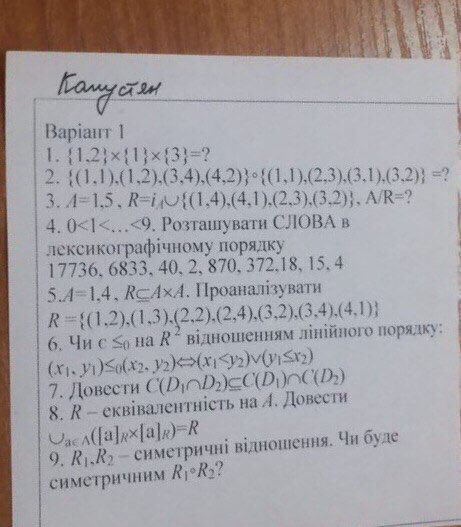 Капустян
Варіант 1
1. {1,2}×{1}×{3}=?
2. {(1,1),(1,2),(3,4),(4,2)}∘{(1,1),(2,3),(3,1),(3,2)} =?
3. A=1,5 , R=i_A∪{(1,4),(4,1),(2,3),(3,2)}, A/R=?
4. 0<1<...<9. Розташувати СЛОВА в
лексикографічному порядку
17736, 6833, 40, 2, 870, 372,18, 15, 4
5.A=1,4 , R⊆A×A. Проаналізувати
R ={(1,2),(1,3),(2,2),(2,4),(3,2),(3,4),(4,1)}
6. Чи є ≤₀ на R² відношенням лінійного порядку:
(x₁, y₁)≤₀(x₂, y₂)⇔(x₁<y₂)∨(y₁≤x₂)
7. Довести C(D₁∩D₂)⊆C(D₁)∩C(D₂)
8. R – еквівалентність на A. Довести
∪_{a∈A}([a]_R×[a]_R)=R
9. R₁,R₂ – симетричні відношення. Чи буде
симетричним R₁∘R₂?